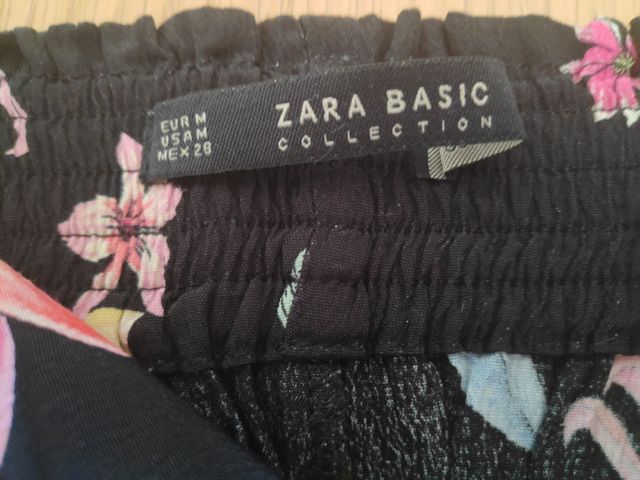 EUR M
USA M
MEX 28
ZARA BASIC
COLLECTION